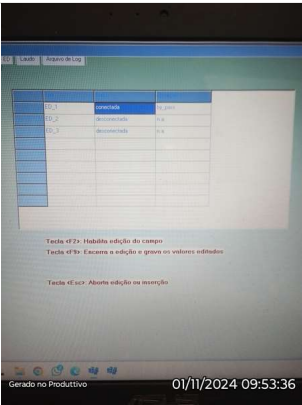 ED Laudo Arquivo de Log
ED_1 conectada
ED_2 desconectada n.a
ED_3 desconectada n.a
Tecla <F2>: Habilita edição do campo
Tecla <F9>: Encerra a edição e grava os valores editados
Tecla <Esc>: Aborta edição ou inserção
Gerado no Produttivo 01/11/2024 09:53:36